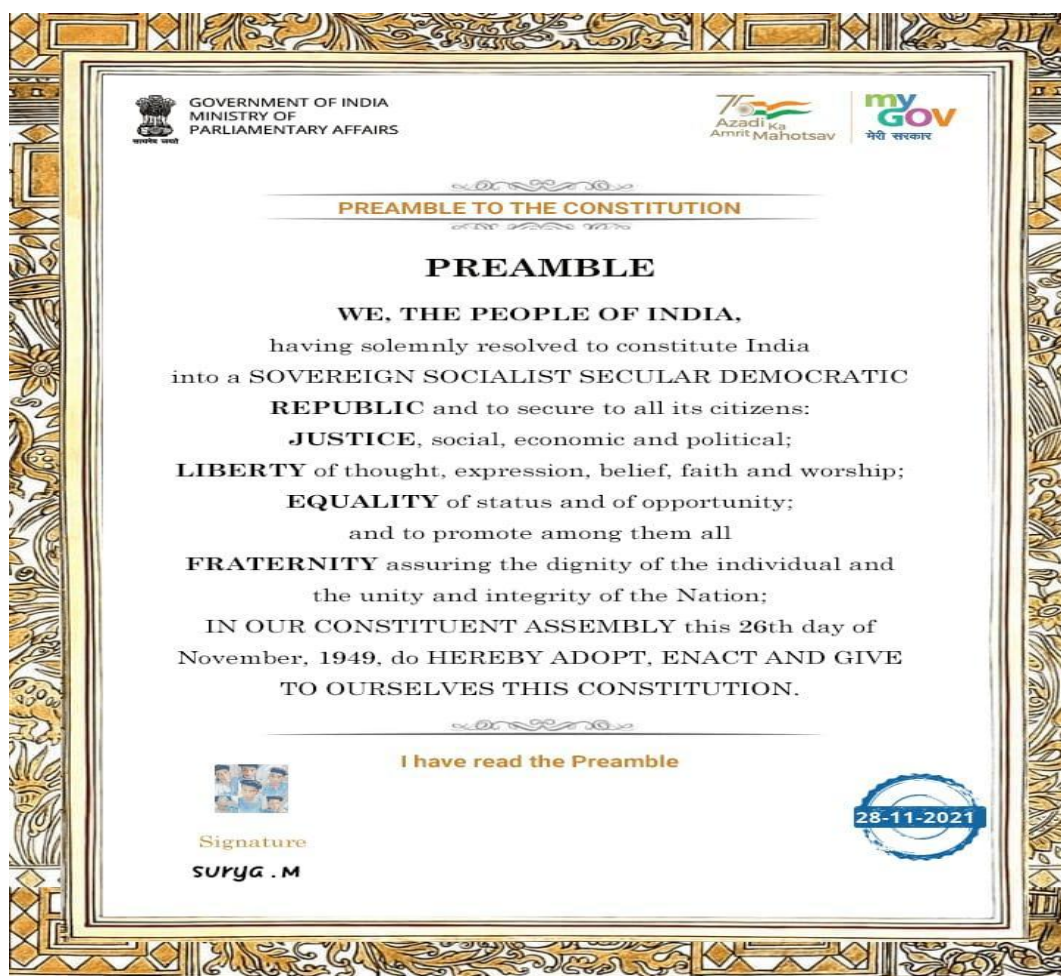 GOVERNMENT OF INDIA
MINISTRY OF
PARLIAMENTARY AFFAIRS
सत्यमेव जयते
75
Azadi Ka
Amrit Mahotsav
my
GOV
मेरी सरकार
PREAMBLE TO THE CONSTITUTION
PREAMBLE
WE, THE PEOPLE OF INDIA,
having solemnly resolved to constitute India
into a SOVEREIGN SOCIALIST SECULAR DEMOCRATIC
REPUBLIC and to secure to all its citizens:
JUSTICE, social, economic and political;
LIBERTY of thought, expression, belief, faith and worship;
EQUALITY of status and of opportunity;
and to promote among them all
FRATERNITY assuring the dignity of the individual and
the unity and integrity of the Nation;
IN OUR CONSTITUENT ASSEMBLY this 26th day of
November, 1949, do HEREBY ADOPT, ENACT AND GIVE
TO OURSELVES THIS CONSTITUTION.
I have read the Preamble
28-11-2021
Signature
surya . M